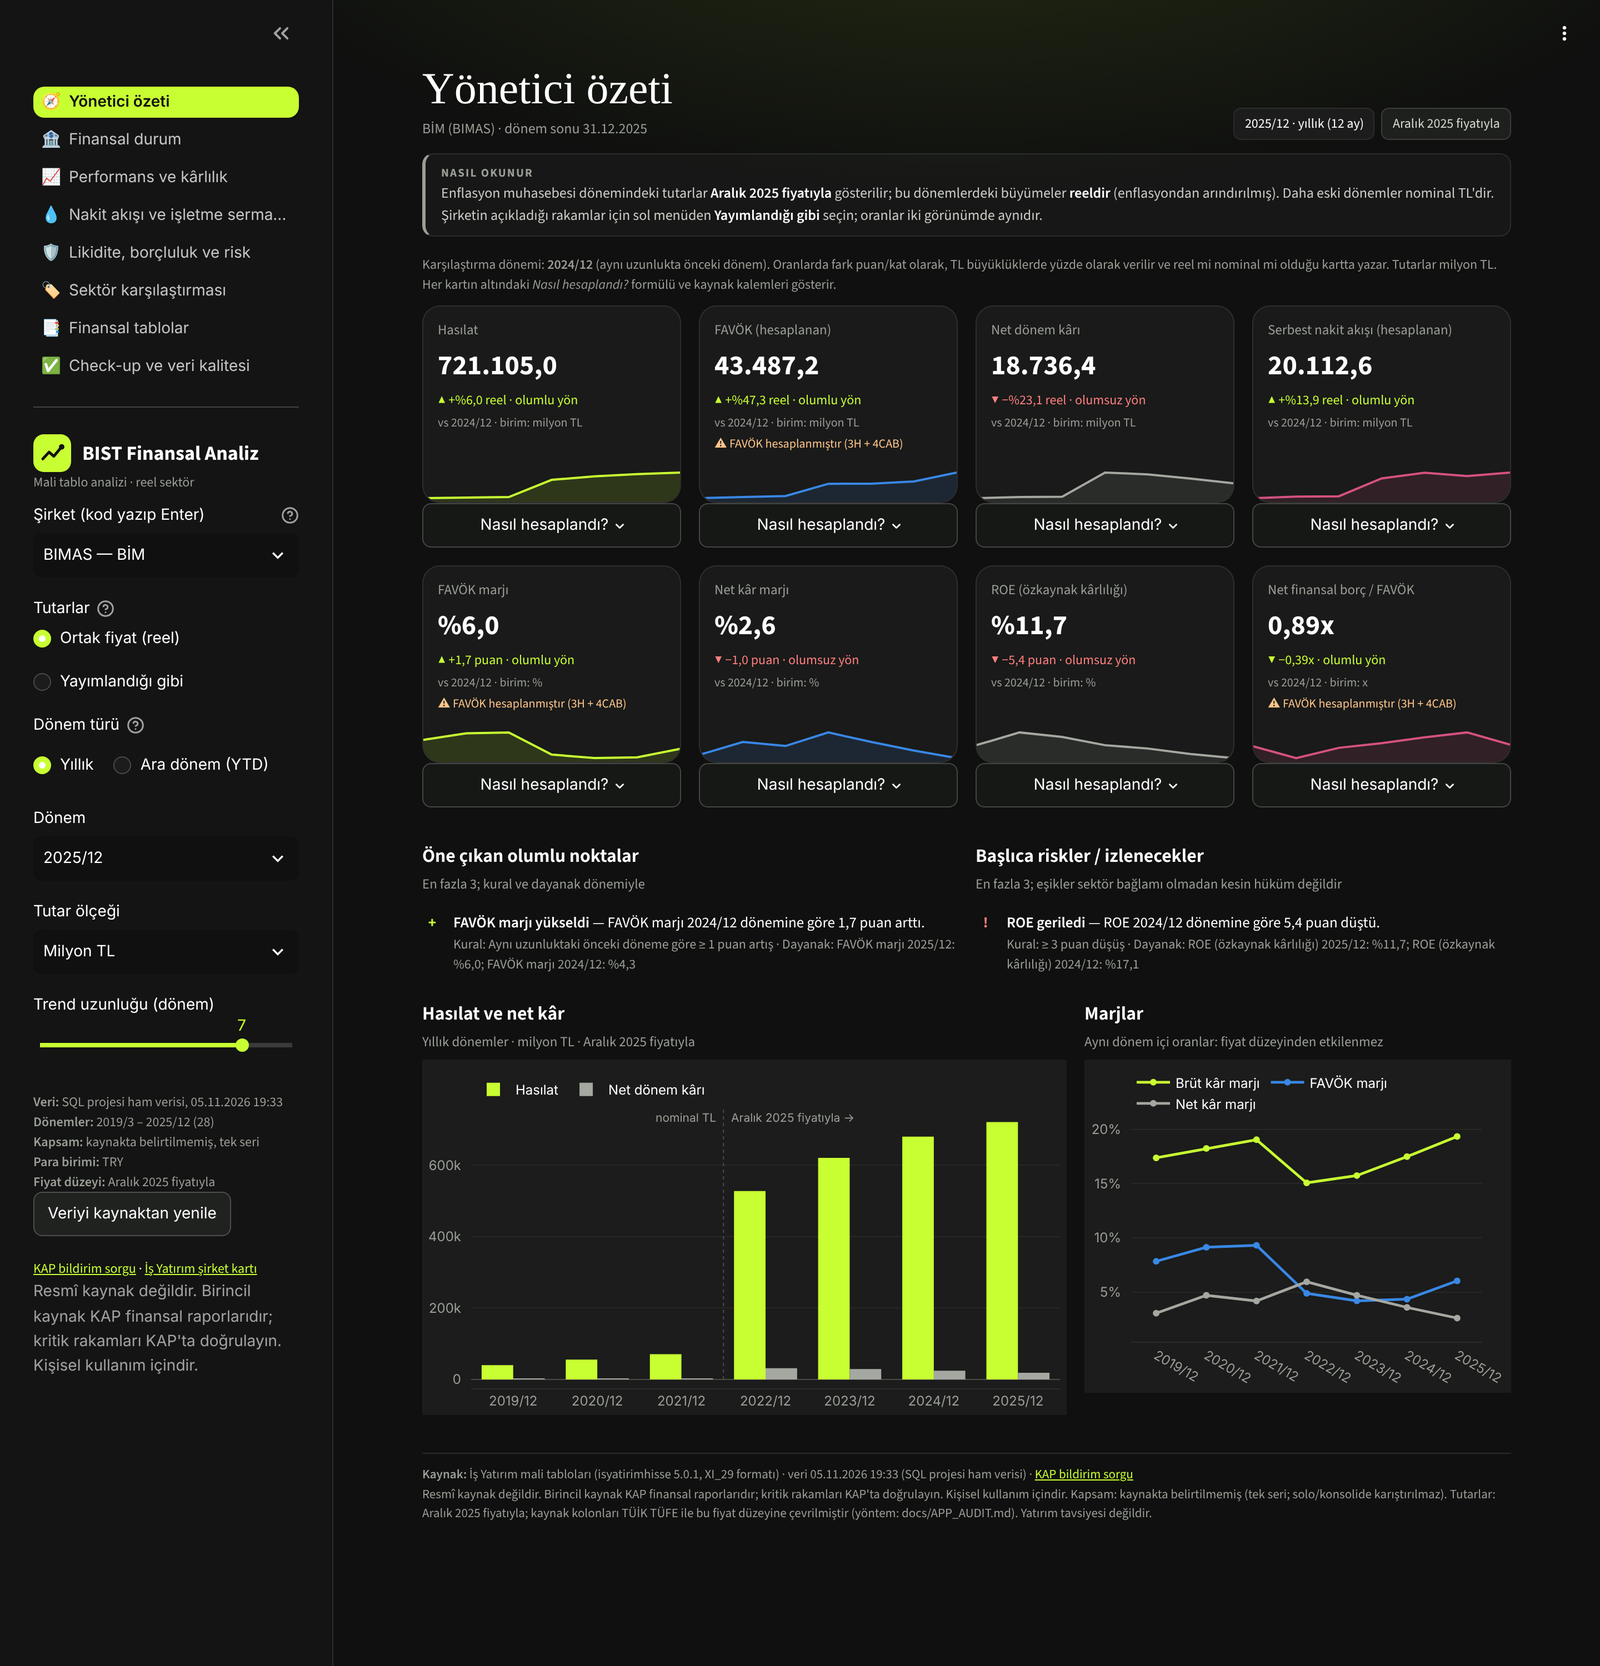 Yönetici özeti
Finansal durum
Performans ve kârlılık
Nakit akışı ve işletme serma...
Likidite, borçluluk ve risk
Sektör karşılaştırması
Finansal tablolar
Check-up ve veri kalitesi
BIST Finansal Analiz
Mali tablo analizi · reel sektör
Şirket (kod yazıp Enter)
BIMAS — BİM
Tutarlar
Ortak fiyat (reel)
Yayımlandığı gibi
Dönem türü
Yıllık
Ara dönem (YTD)
Dönem
2025/12
Tutar ölçeği
Milyon TL
Trend uzunluğu (dönem)
7
Veri: SQL projesi ham verisi, 05.11.2026 19:33
Dönemler: 2019/3 – 2025/12 (28)
Kapsam: kaynakta belirtilmemiş, tek seri
Para birimi: TRY
Fiyat düzeyi: Aralık 2025 fiyatıyla
Veriyi kaynaktan yenile
KAP bildirim sorgu · İş Yatırım şirket kartı
Resmî kaynak değildir. Birincil
kaynak KAP finansal raporlarıdır;
kritik rakamları KAP'ta doğrulayın.
Kişisel kullanım içindir.
Yönetici özeti
BİM (BIMAS) · dönem sonu 31.12.2025
2025/12 · yıllık (12 ay)
Aralık 2025 fiyatıyla
NASIL OKUNUR
Enflasyon muhasebesi dönemindeki tutarlar Aralık 2025 fiyatıyla gösterilir; bu dönemlerdeki büyümeler reeldir (enflasyondan arındırılmış). Daha eski dönemler nominal TL'dir.
Şirketin açıkladığı rakamlar için sol menüden Yayımlandığı gibi seçin; oranlar iki görünümde aynıdır.
Karşılaştırma dönemi: 2024/12 (aynı uzunlukta önceki dönem). Oranlarda fark puan/kat olarak, TL büyüklüklerde yüzde olarak verilir ve reel mi nominal mi olduğu kartta yazar. Tutarlar milyon TL.
Her kartın altındaki Nasıl hesaplandı? formülü ve kaynak kalemleri gösterir.
Hasılat
721.105,0
▲ +%6,0 reel · olumlu yön
vs 2024/12 · birim: milyon TL
Nasıl hesaplandı?
FAVÖK (hesaplanan)
43.487,2
▲ +%47,3 reel · olumlu yön
vs 2024/12 · birim: milyon TL
⚠ FAVÖK hesaplanmıştır (3H + 4CAB)
Nasıl hesaplandı?
Net dönem kârı
18.736,4
▼ −%23,1 reel · olumsuz yön
vs 2024/12 · birim: milyon TL
Nasıl hesaplandı?
Serbest nakit akışı (hesaplanan)
20.112,6
▲ +%13,9 reel · olumlu yön
vs 2024/12 · birim: milyon TL
Nasıl hesaplandı?
FAVÖK marjı
%6,0
▲ +1,7 puan · olumlu yön
vs 2024/12 · birim: %
⚠ FAVÖK hesaplanmıştır (3H + 4CAB)
Nasıl hesaplandı?
Net kâr marjı
%2,6
▼ −1,0 puan · olumsuz yön
vs 2024/12 · birim: %
Nasıl hesaplandı?
ROE (özkaynak kârlılığı)
%11,7
▼ −5,4 puan · olumsuz yön
vs 2024/12 · birim: %
Nasıl hesaplandı?
Net finansal borç / FAVÖK
0,89x
▼ −0,39x · olumlu yön
vs 2024/12 · birim: x
⚠ FAVÖK hesaplanmıştır (3H + 4CAB)
Nasıl hesaplandı?
Öne çıkan olumlu noktalar
En fazla 3; kural ve dayanak dönemiyle
+ FAVÖK marjı yükseldi — FAVÖK marjı 2024/12 dönemine göre 1,7 puan arttı.
Kural: Aynı uzunluktaki önceki döneme göre ≥ 1 puan artış · Dayanak: FAVÖK marjı 2025/12:
%6,0; FAVÖK marjı 2024/12: %4,3
Başlıca riskler / izlenecekler
En fazla 3; eşikler sektör bağlamı olmadan kesin hüküm değildir
! ROE geriledi — ROE 2024/12 dönemine göre 5,4 puan düştü.
Kural: ≥ 3 puan düşüş · Dayanak: ROE (özkaynak kârlılığı) 2025/12: %11,7; ROE (özkaynak
kârlılığı) 2024/12: %17,1
Hasılat ve net kâr
Yıllık dönemler · milyon TL · Aralık 2025 fiyatıyla
Hasılat
Net dönem kârı
nominal TL
Aralık 2025 fiyatıyla →
600k
400k
200k
0
2019/12
2020/12
2021/12
2022/12
2023/12
2024/12
2025/12
Marjlar
Aynı dönem içi oranlar: fiyat düzeyinden etkilenmez
Brüt kâr marjı
FAVÖK marjı
Net kâr marjı
20%
15%
10%
5%
2019/12
2020/12
2021/12
2022/12
2023/12
2024/12
2025/12
Kaynak: İş Yatırım mali tabloları (isyatirimhisse 5.0.1, XI_29 formatı) · veri 05.11.2026 19:33 (SQL projesi ham verisi) · KAP bildirim sorgu
Resmî kaynak değildir. Birincil kaynak KAP finansal raporlarıdır; kritik rakamları KAP'ta doğrulayın. Kişisel kullanım içindir. Kapsam: kaynakta belirtilmemiş (tek seri; solo/konsolide karıştırılmaz). Tutarlar:
Aralık 2025 fiyatıyla; kaynak kolonları TÜİK TÜFE ile bu fiyat düzeyine çevrilmiştir (yöntem: docs/APP_AUDIT.md). Yatırım tavsiyesi değildir.